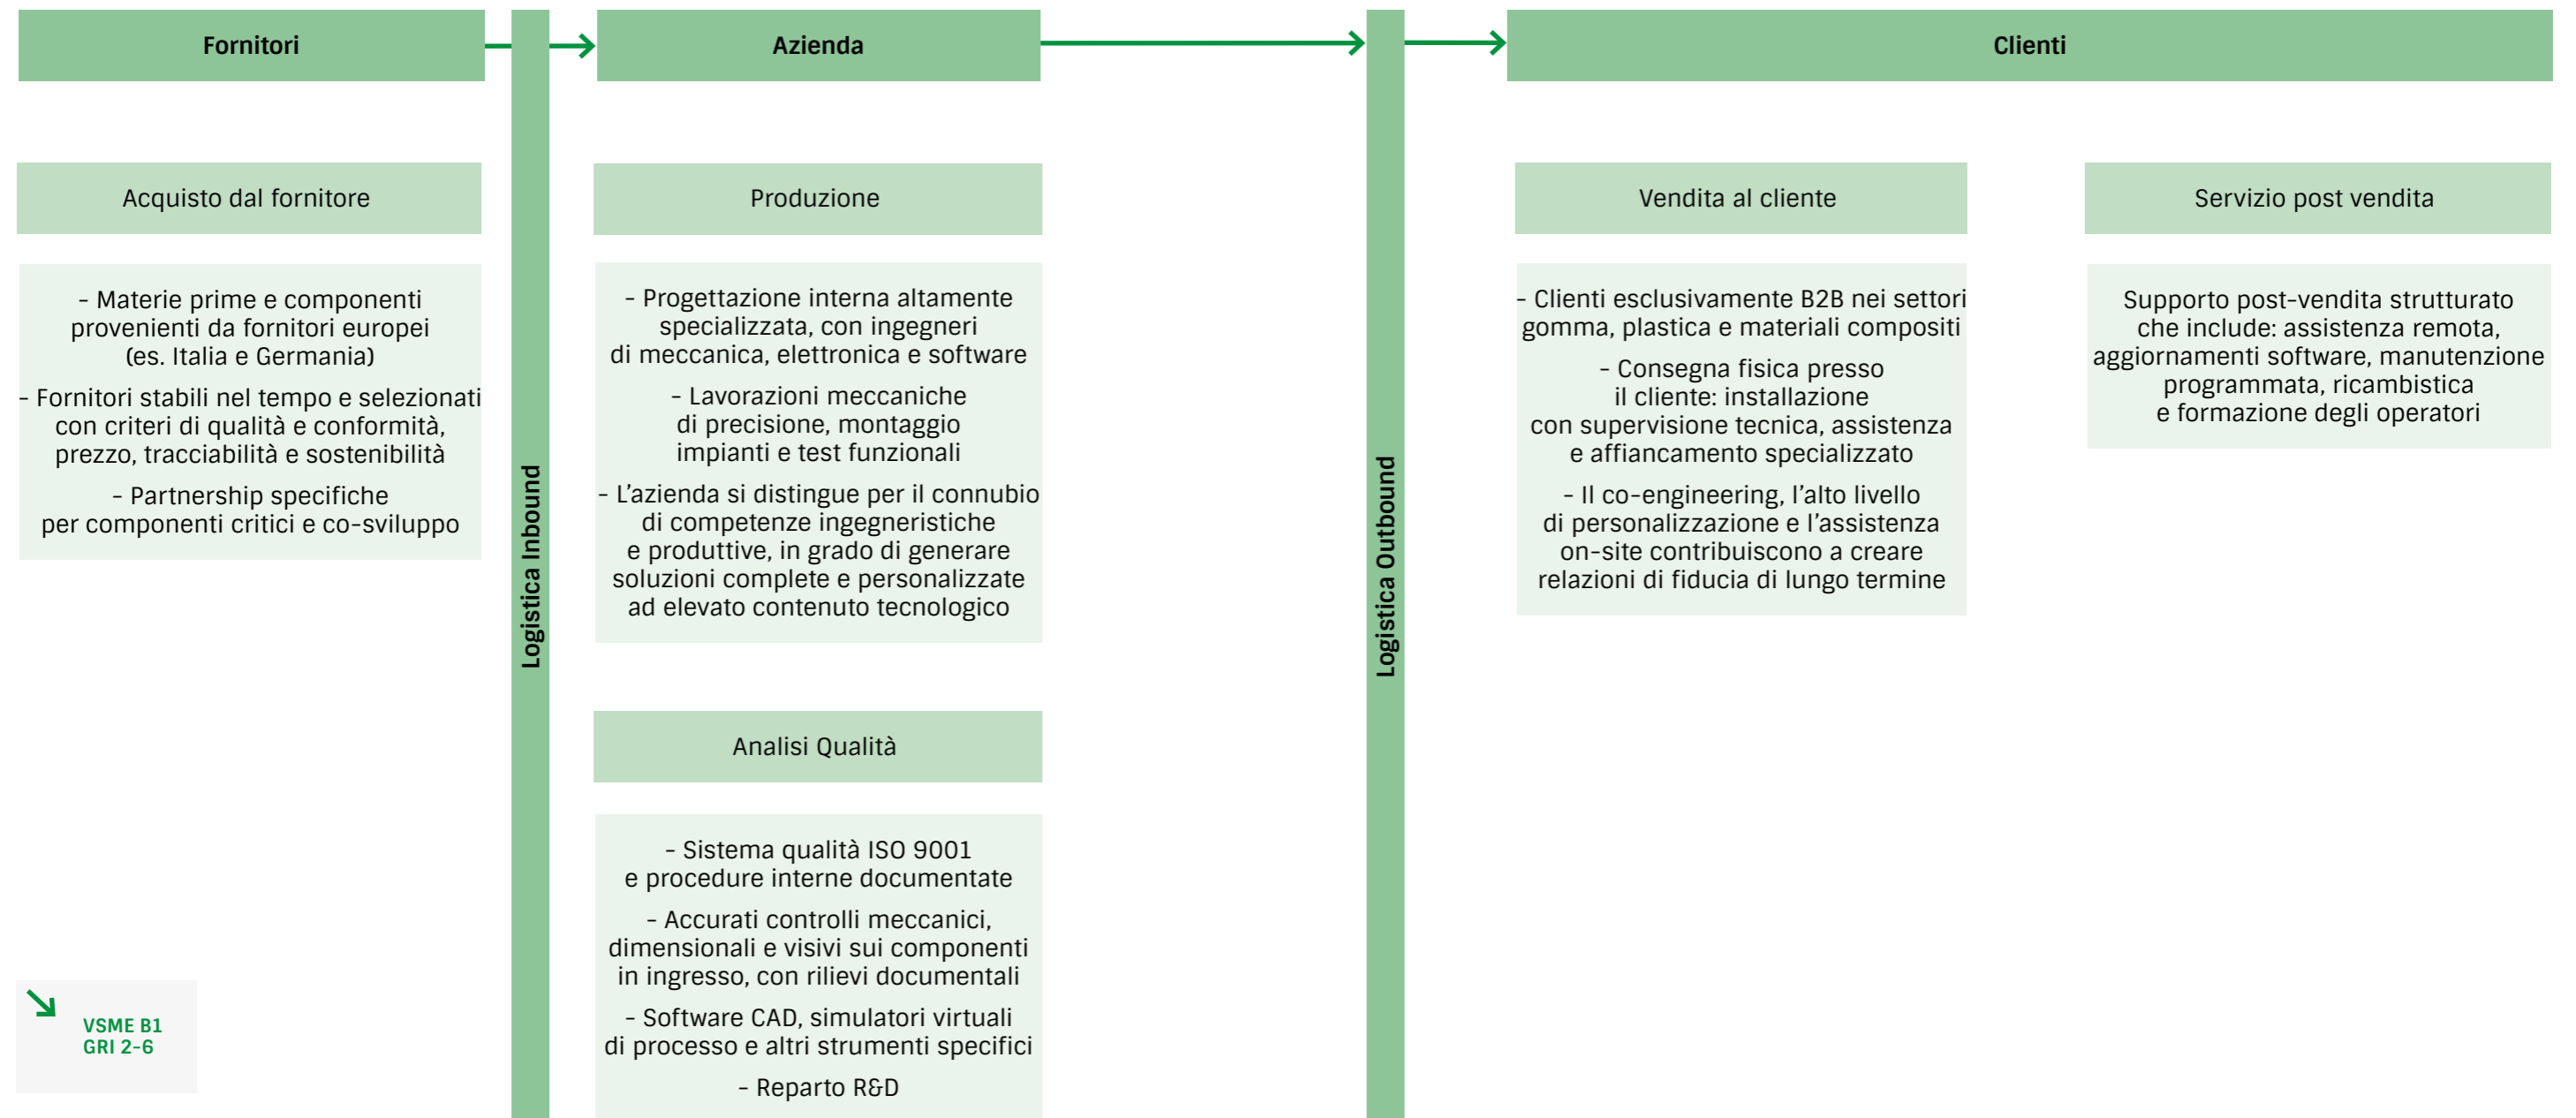 Fornitori
Azienda
Clienti
Acquisto dal fornitore
- Materie prime e componenti
provenienti da fornitori europei
(es. Italia e Germania)
- Fornitori stabili nel tempo e selezionati
con criteri di qualità e conformità,
prezzo, tracciabilità e sostenibilità
- Partnership specifiche
per componenti critici e co-sviluppo
Logistica Inbound
Produzione
- Progettazione interna altamente
specializzata, con ingegneri
di meccanica, elettronica e software
- Lavorazioni meccaniche
di precisione, montaggio
impianti e test funzionali
- L'azienda si distingue per il connubio
di competenze ingegneristiche
e produttive, in grado di generare
soluzioni complete e personalizzate
ad elevato contenuto tecnologico
Analisi Qualità
- Sistema qualità ISO 9001
e procedure interne documentate
- Accurati controlli meccanici,
dimensionali e visivi sui componenti
in ingresso, con rilievi documentali
- Software CAD, simulatori virtuali
di processo e altri strumenti specifici
- Reparto R&D
Logistica Outbound
Vendita al cliente
- Clienti esclusivamente B2B nei settori
gomma, plastica e materiali compositi
- Consegna fisica presso
il cliente: installazione
con supervisione tecnica, assistenza
e affiancamento specializzato
- Il co-engineering, l'alto livello
di personalizzazione e l'assistenza
on-site contribuiscono a creare
relazioni di fiducia di lungo termine
Servizio post vendita
Supporto post-vendita strutturato
che include: assistenza remota,
aggiornamenti software, manutenzione
programmata, ricambistica
e formazione degli operatori
VSME B1
GRI 2-6